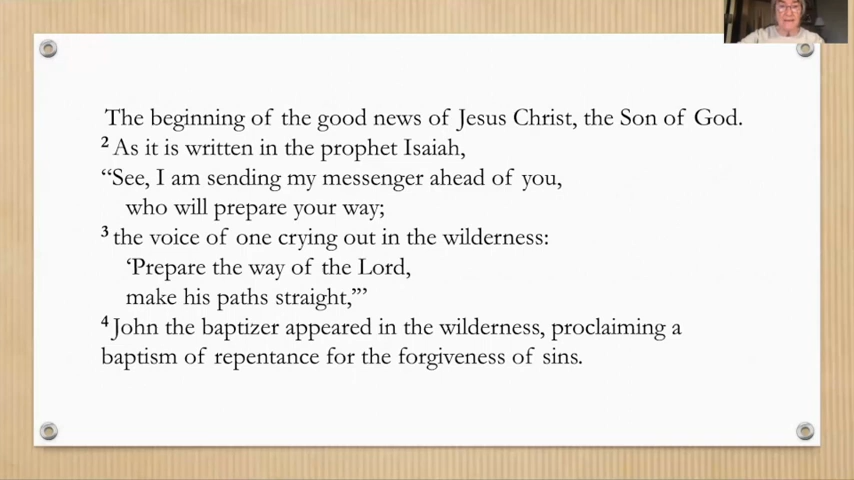 The beginning of the good news of Jesus Christ, the Son of God.
² As it is written in the prophet Isaiah,
“See, I am sending my messenger ahead of you,
who will prepare your way;
³ the voice of one crying out in the wilderness:
‘Prepare the way of the Lord,
make his paths straight,’”
⁴ John the baptizer appeared in the wilderness, proclaiming a
baptism of repentance for the forgiveness of sins.